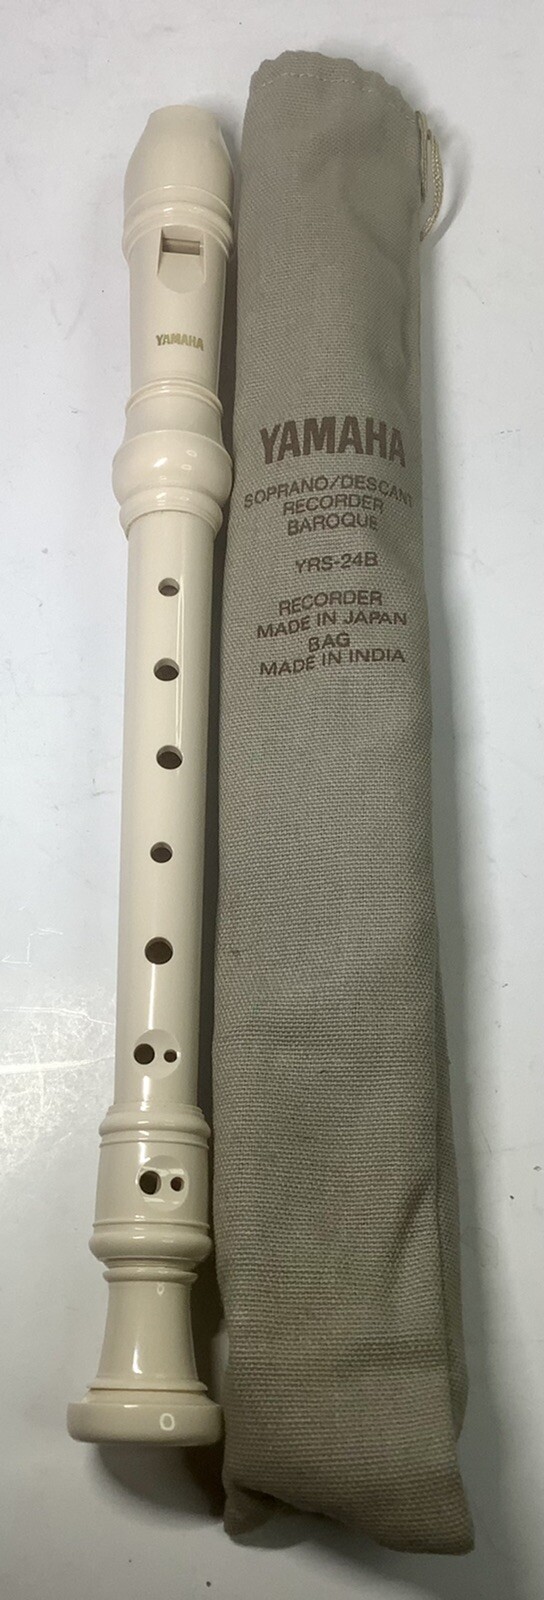 YAMAHA
YAMAHA
SOPRANO/DESCANT
RECORDER
BAROQUE
YRS-24B
RECORDER
MADE IN JAPAN
BAG
MADE IN INDIA